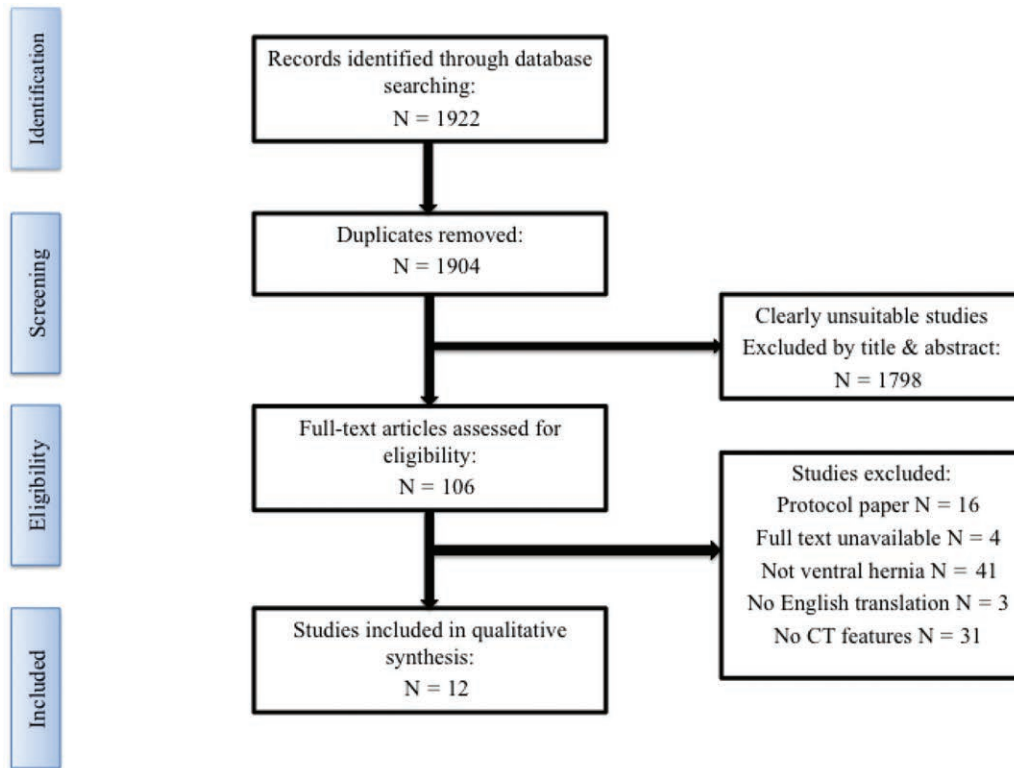 Identification
Records identified through database
searching:
N = 1922
Screening
Duplicates removed:
N = 1904
Clearly unsuitable studies
Excluded by title & abstract:
N = 1798
Eligibility
Full-text articles assessed for
eligibility:
N = 106
Studies excluded:
Protocol paper N = 16
Full text unavailable N = 4
Not ventral hernia N = 41
No English translation N = 3
No CT features N = 31
Included
Studies included in qualitative
synthesis:
N = 12